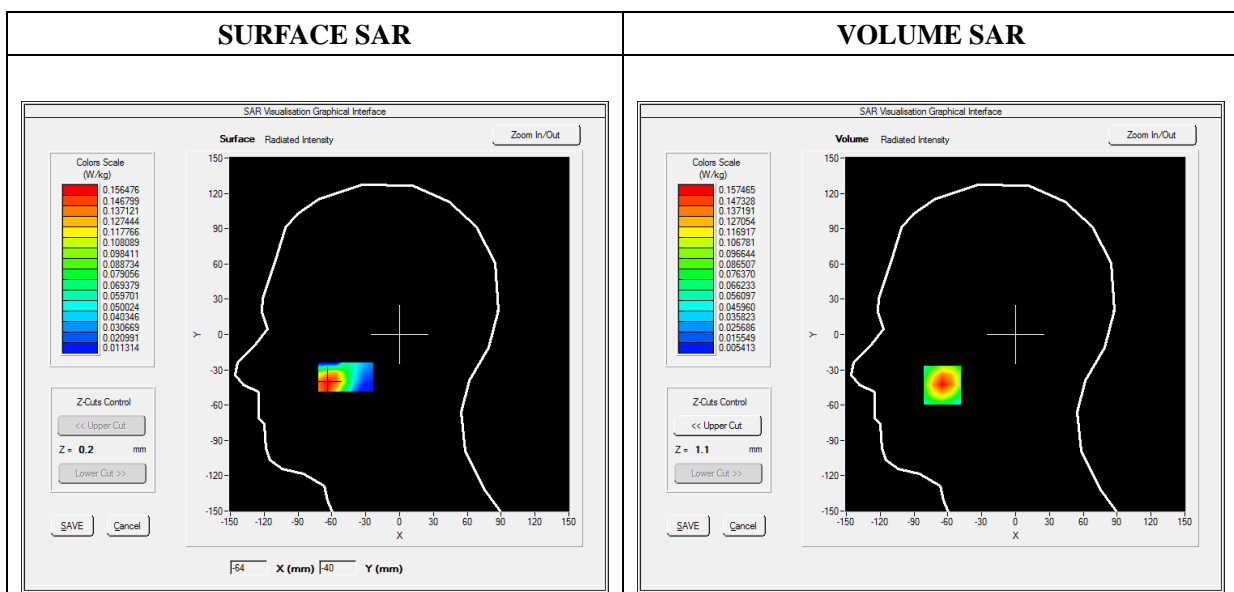 SURFACE SAR
VOLUME SAR
SAR Visualisation Graphical Interface
Surface Radiated Intensity
Zoom In/Out
Colors Scale
(W/kg)
0.156476
0.146799
0.137121
0.127444
0.117766
0.108089
0.098411
0.088734
0.079056
0.069379
0.059701
0.050024
0.040346
0.030669
0.020991
0.011314
Z-Cuts Control
<< Upper Cut
Z = 0.2 mm
Lower Cut >>
SAVE Cancel
150
120
90
60
30
0
-30
-60
-90
-120
-150
Y
-150 -120 -90 -60 -30 0 30 60 90 120 150
X
-64 X (mm) -40 Y (mm)
SAR Visualisation Graphical Interface
Volume Radiated Intensity
Zoom In/Out
Colors Scale
(W/kg)
0.157465
0.147328
0.137191
0.127054
0.116917
0.106781
0.096644
0.086507
0.076370
0.066233
0.056097
0.045960
0.035823
0.025686
0.015549
0.005413
Z-Cuts Control
<< Upper Cut
Z = 1.1 mm
Lower Cut >>
SAVE Cancel
150
120
90
60
30
0
-30
-60
-90
-120
-150
Y
-150 -120 -90 -60 -30 0 30 60 90 120 150
X